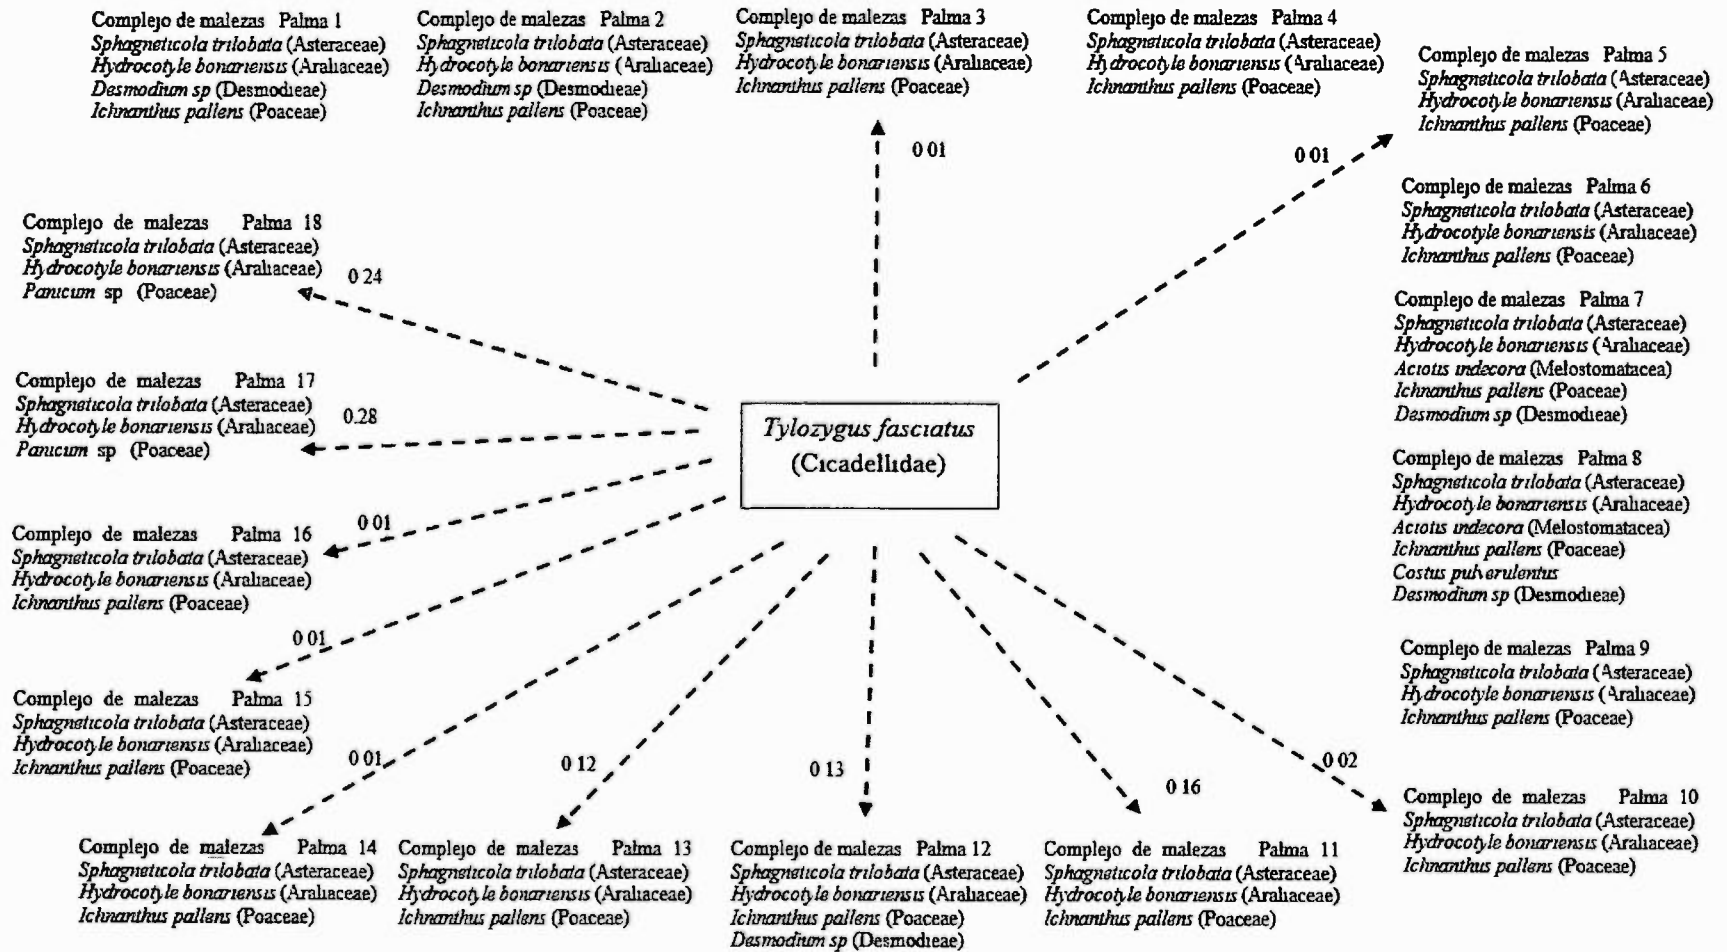 Complejo de malezas Palma 1
Sphagneticola trilobata (Asteraceae)
Hydrocotyle bonariensis (Araliaceae)
Desmodium sp (Desmodieae)
Ichnanthus pallens (Poaceae)
Complejo de malezas Palma 2
Sphagneticola trilobata (Asteraceae)
Hydrocotyle bonariensis (Araliaceae)
Desmodium sp (Desmodieae)
Ichnanthus pallens (Poaceae)
Complejo de malezas Palma 3
Sphagneticola trilobata (Asteraceae)
Hydrocotyle bonariensis (Araliaceae)
Ichnanthus pallens (Poaceae)
Complejo de malezas Palma 4
Sphagneticola trilobata (Asteraceae)
Hydrocotyle bonariensis (Araliaceae)
Ichnanthus pallens (Poaceae)
Complejo de malezas Palma 5
Sphagneticola trilobata (Asteraceae)
Hydrocotyle bonariensis (Araliaceae)
Ichnanthus pallens (Poaceae)
0 01
0 01
Complejo de malezas Palma 6
Sphagneticola trilobata (Asteraceae)
Hydrocotyle bonariensis (Araliaceae)
Ichnanthus pallens (Poaceae)
Complejo de malezas Palma 18
Sphagneticola trilobata (Asteraceae)
Hydrocotyle bonariensis (Araliaceae)
Panicum sp (Poaceae)
0 24
Complejo de malezas Palma 7
Sphagneticola trilobata (Asteraceae)
Hydrocotyle bonariensis (Araliaceae)
Aciotis indecora (Melostomatacea)
Ichnanthus pallens (Poaceae)
Desmodium sp (Desmodieae)
Complejo de malezas Palma 17
Sphagneticola trilobata (Asteraceae)
Hydrocotyle bonariensis (Araliaceae)
Panicum sp (Poaceae)
0.28
Tylozygus fasciatus
(Cicadellidae)
Complejo de malezas Palma 8
Sphagneticola trilobata (Asteraceae)
Hydrocotyle bonariensis (Araliaceae)
Aciotis indecora (Melostomatacea)
Ichnanthus pallens (Poaceae)
Costus pulverulentus
Desmodium sp (Desmodieae)
Complejo de malezas Palma 16
Sphagneticola trilobata (Asteraceae)
Hydrocotyle bonariensis (Araliaceae)
Ichnanthus pallens (Poaceae)
0 01
0 01
Complejo de malezas Palma 9
Sphagneticola trilobata (Asteraceae)
Hydrocotyle bonariensis (Araliaceae)
Ichnanthus pallens (Poaceae)
Complejo de malezas Palma 15
Sphagneticola trilobata (Asteraceae)
Hydrocotyle bonariensis (Araliaceae)
Ichnanthus pallens (Poaceae)
0 01
0 12
0 13
0 16
0 02
Complejo de malezas Palma 10
Sphagneticola trilobata (Asteraceae)
Hydrocotyle bonariensis (Araliaceae)
Ichnanthus pallens (Poaceae)
Complejo de malezas Palma 14
Sphagneticola trilobata (Asteraceae)
Hydrocotyle bonariensis (Araliaceae)
Ichnanthus pallens (Poaceae)
Complejo de malezas Palma 13
Sphagneticola trilobata (Asteraceae)
Hydrocotyle bonariensis (Araliaceae)
Ichnanthus pallens (Poaceae)
Complejo de malezas Palma 12
Sphagneticola trilobata (Asteraceae)
Hydrocotyle bonariensis (Araliaceae)
Ichnanthus pallens (Poaceae)
Desmodium sp (Desmodieae)
Complejo de malezas Palma 11
Sphagneticola trilobata (Asteraceae)
Hydrocotyle bonariensis (Araliaceae)
Ichnanthus pallens (Poaceae)